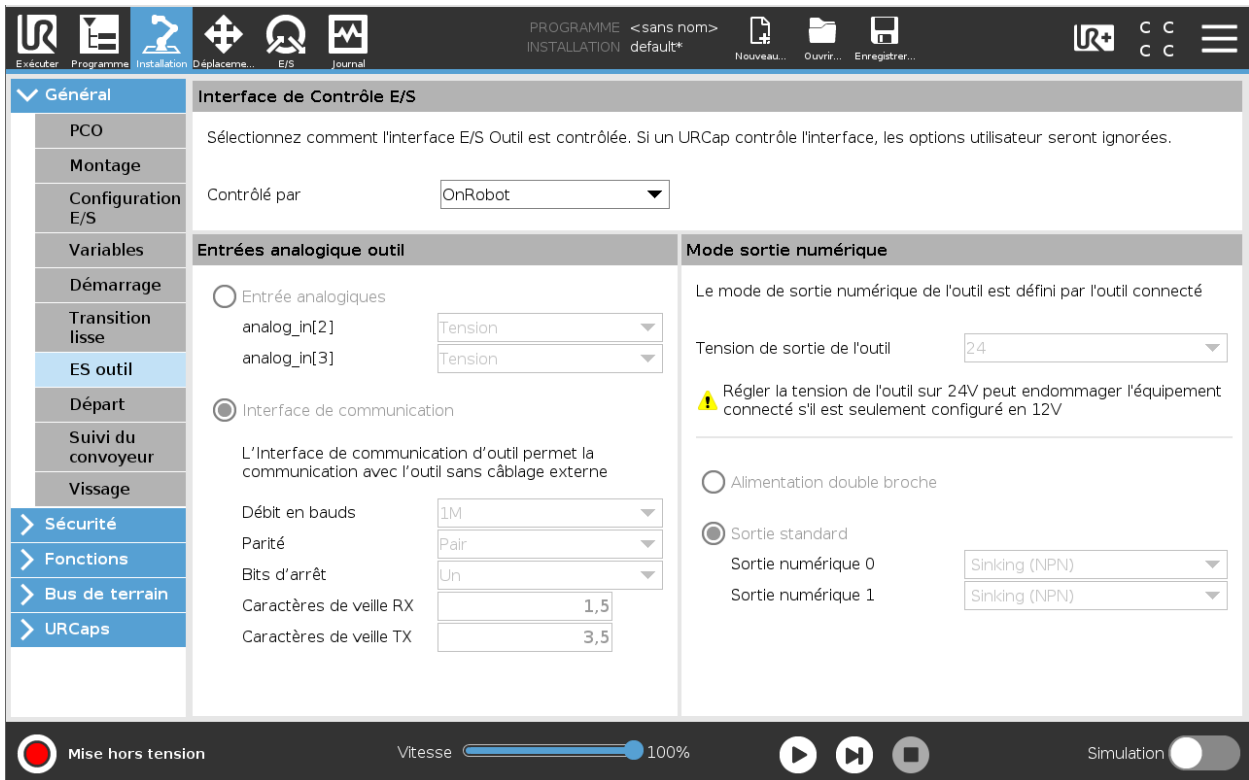 PROGRAMME <sans nom>
INSTALLATION default*
UR+
C C
C C
Exécuter
Programme
Installation
Déplaceme...
E/S
Journal
Nouveau...
Ouvrir...
Enregistrer...
Général
PCO
Montage
Configuration
E/S
Variables
Démarrage
Transition
lisse
ES outil
Départ
Suivi du
convoyeur
Vissage
Sécurité
Fonctions
Bus de terrain
URCaps
Interface de Contrôle E/S
Sélectionnez comment l'interface E/S Outil est contrôlée. Si un URCap contrôle l'interface, les options utilisateur seront ignorées.
Contrôlé par OnRobot
Entrées analogique outil
Entrée analogiques
analog_in[2] Tension
analog_in[3] Tension
Interface de communication
L'Interface de communication d'outil permet la
communication avec l'outil sans câblage externe
Débit en bauds 1M
Parité Pair
Bits d'arrêt Un
Caractères de veille RX 1,5
Caractères de veille TX 3,5
Mode sortie numérique
Le mode de sortie numérique de l'outil est défini par l'outil connecté
Tension de sortie de l'outil 24
Régler la tension de l'outil sur 24V peut endommager l'équipement
connecté s'il est seulement configuré en 12V
Alimentation double broche
Sortie standard
Sortie numérique 0 Sinking (NPN)
Sortie numérique 1 Sinking (NPN)
Mise hors tension
Vitesse 100%
Simulation